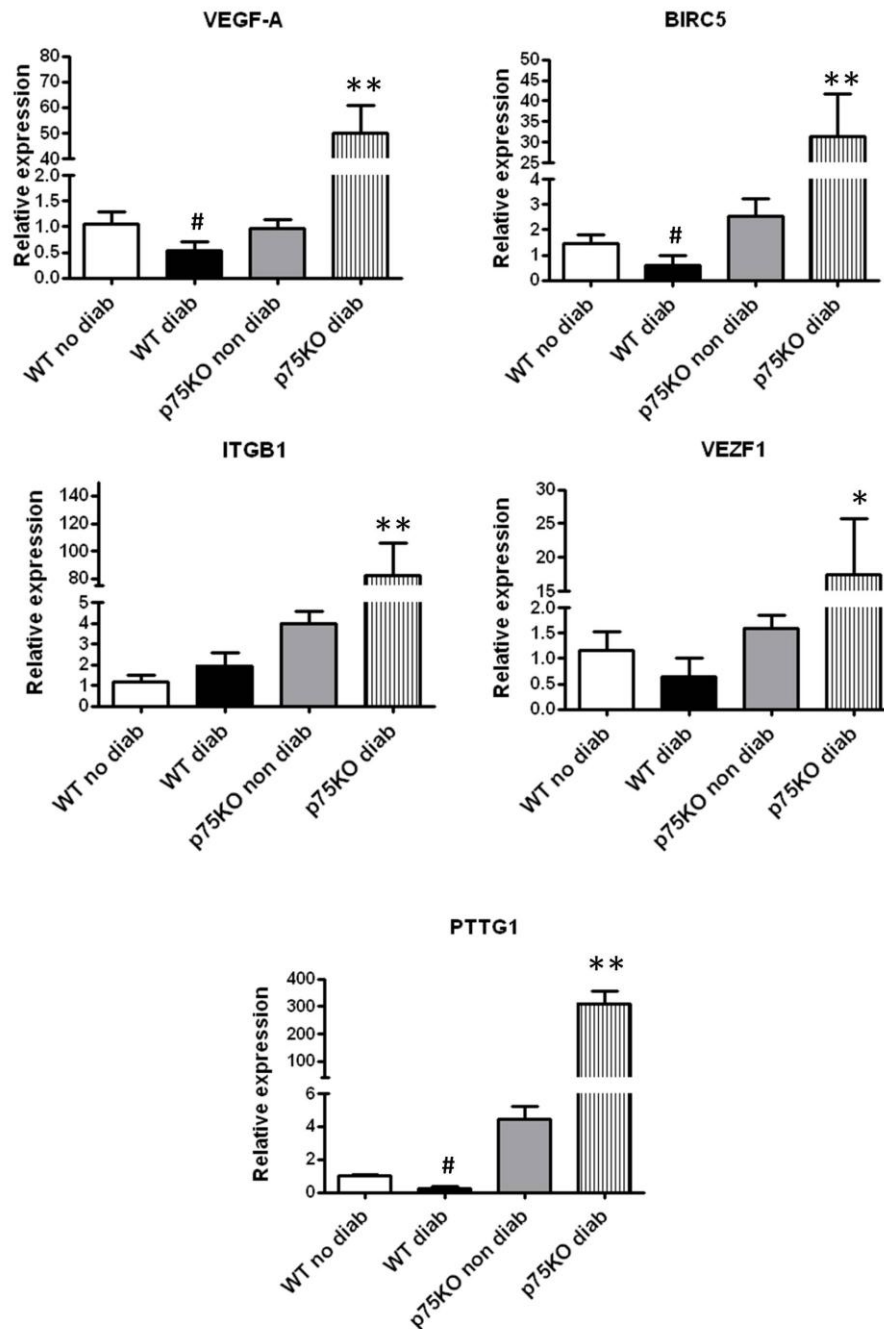 VEGF-A
Relative expression
80
70
60
50
40
2.0
1.5
1.0
0.5
0.0
#
**
WT no diab
WT diab
p75KO non diab
p75KO diab
BIRC5
Relative expression
50
45
40
35
30
25
4
3
2
1
0
#
**
WT no diab
WT diab
p75KO non diab
p75KO diab
ITGB1
Relative expression
140
120
100
80
5
4
3
2
1
0
**
WT no diab
WT diab
p75KO non diab
p75KO diab
VEZF1
Relative expression
30
25
20
15
2.0
1.5
1.0
0.5
0.0
*
WT no diab
WT diab
p75KO non diab
p75KO diab
PTTG1
Relative expression
400
300
200
100
6
4
2
0
#
**
WT no diab
WT diab
p75KO non diab
p75KO diab